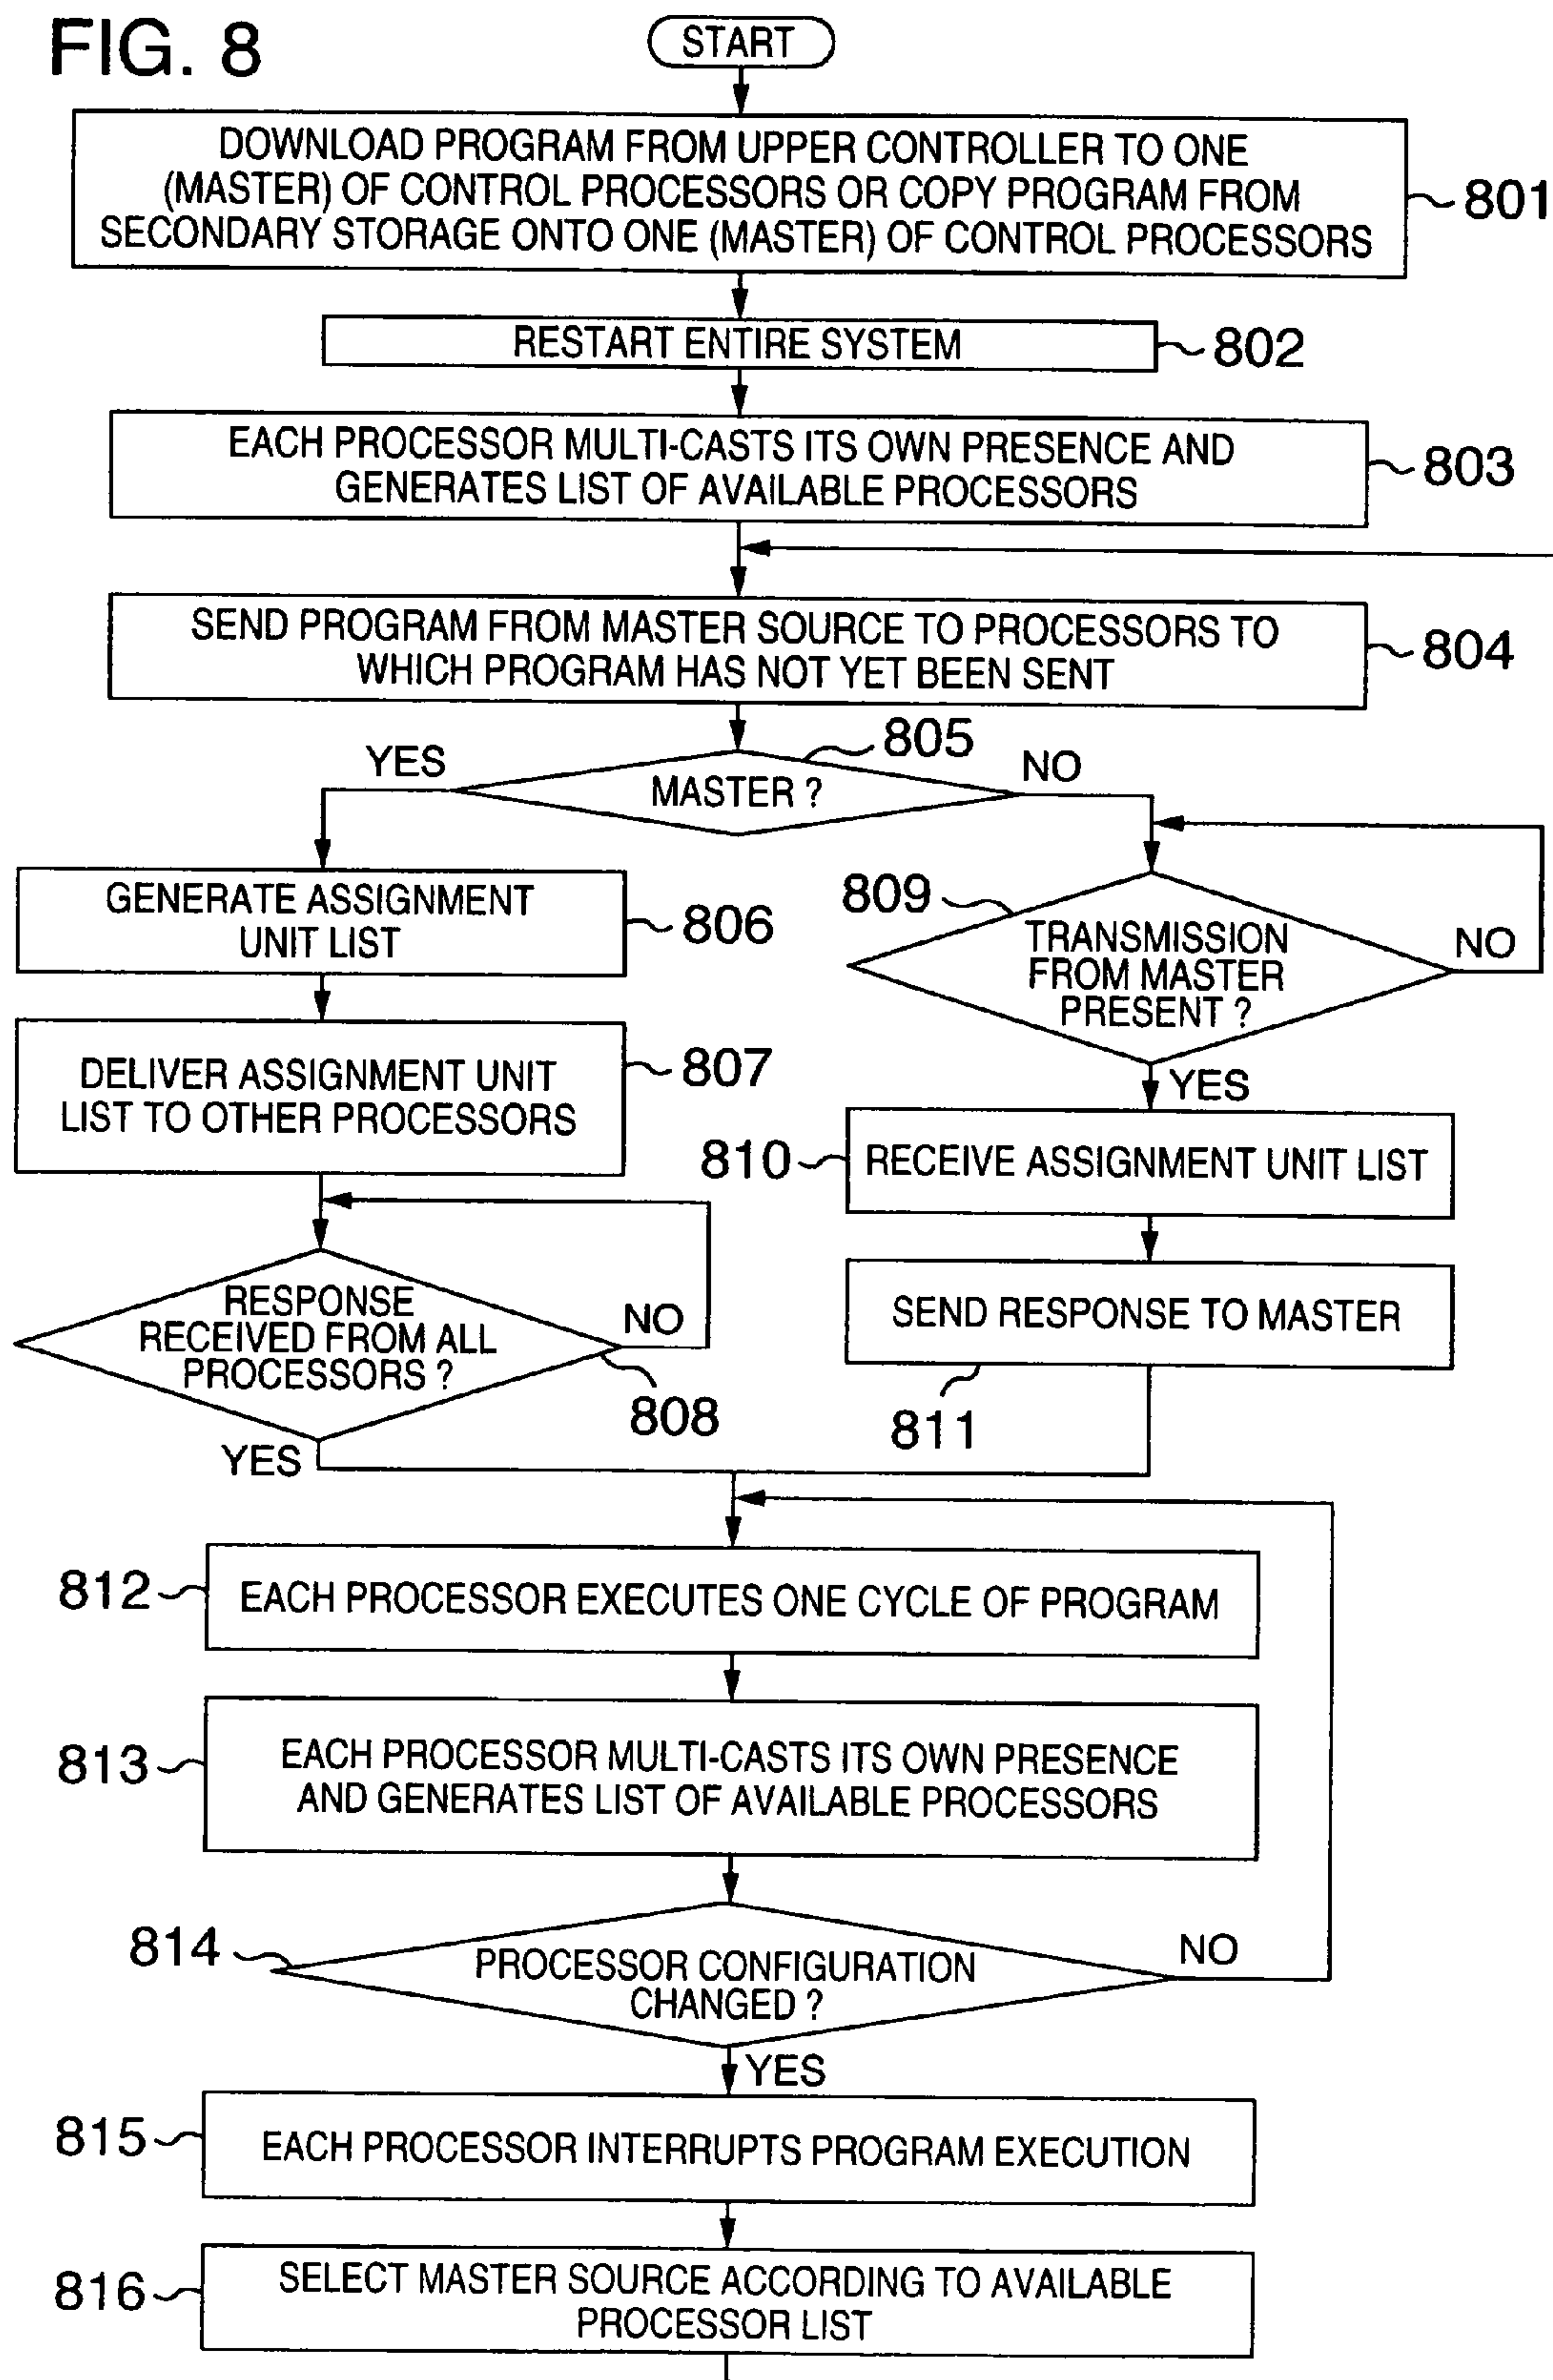 FIG. 8
START
DOWNLOAD PROGRAM FROM UPPER CONTROLLER TO ONE
(MASTER) OF CONTROL PROCESSORS OR COPY PROGRAM FROM
SECONDARY STORAGE ONTO ONE (MASTER) OF CONTROL PROCESSORS
801
RESTART ENTIRE SYSTEM
802
EACH PROCESSOR MULTI-CASTS ITS OWN PRESENCE AND
GENERATES LIST OF AVAILABLE PROCESSORS
803
SEND PROGRAM FROM MASTER SOURCE TO PROCESSORS TO
WHICH PROGRAM HAS NOT YET BEEN SENT
804
805
YES
MASTER ?
NO
GENERATE ASSIGNMENT
UNIT LIST
806
809
TRANSMISSION
FROM MASTER
PRESENT ?
NO
YES
DELIVER ASSIGNMENT UNIT
LIST TO OTHER PROCESSORS
807
810
RECEIVE ASSIGNMENT UNIT LIST
RESPONSE
RECEIVED FROM ALL
PROCESSORS ?
NO
808
YES
SEND RESPONSE TO MASTER
811
812
EACH PROCESSOR EXECUTES ONE CYCLE OF PROGRAM
813
EACH PROCESSOR MULTI-CASTS ITS OWN PRESENCE
AND GENERATES LIST OF AVAILABLE PROCESSORS
814
PROCESSOR CONFIGURATION
CHANGED ?
NO
YES
815
EACH PROCESSOR INTERRUPTS PROGRAM EXECUTION
816
SELECT MASTER SOURCE ACCORDING TO AVAILABLE
PROCESSOR LIST